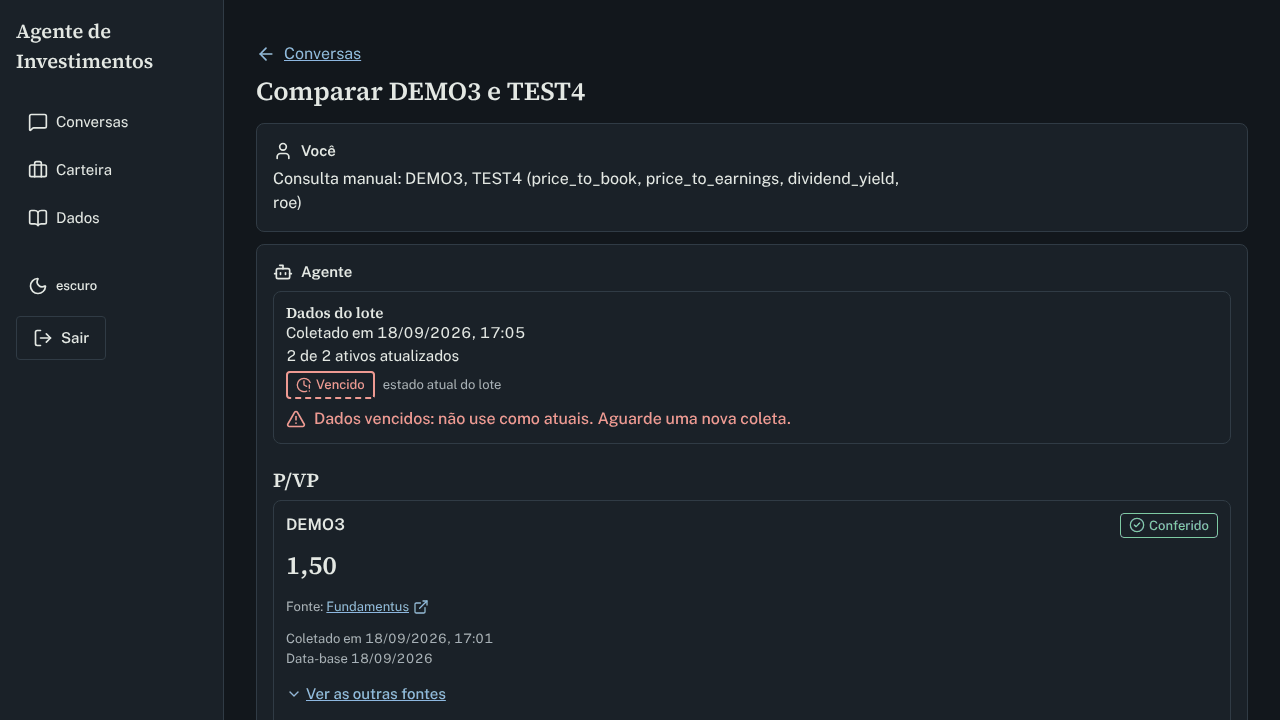 Agente de
Investimentos
Conversas
Carteira
Dados
escuro
Sair
Conversas
Comparar DEMO3 e TEST4
Você
Consulta manual: DEMO3, TEST4 (price_to_book, price_to_earnings, dividend_yield,
roe)
Agente
Dados do lote
Coletado em 18/09/2026, 17:05
2 de 2 ativos atualizados
Vencido estado atual do lote
Dados vencidos: não use como atuais. Aguarde uma nova coleta.
P/VP
DEMO3
Conferido
1,50
Fonte: Fundamentus
Coletado em 18/09/2026, 17:01
Data-base 18/09/2026
Ver as outras fontes